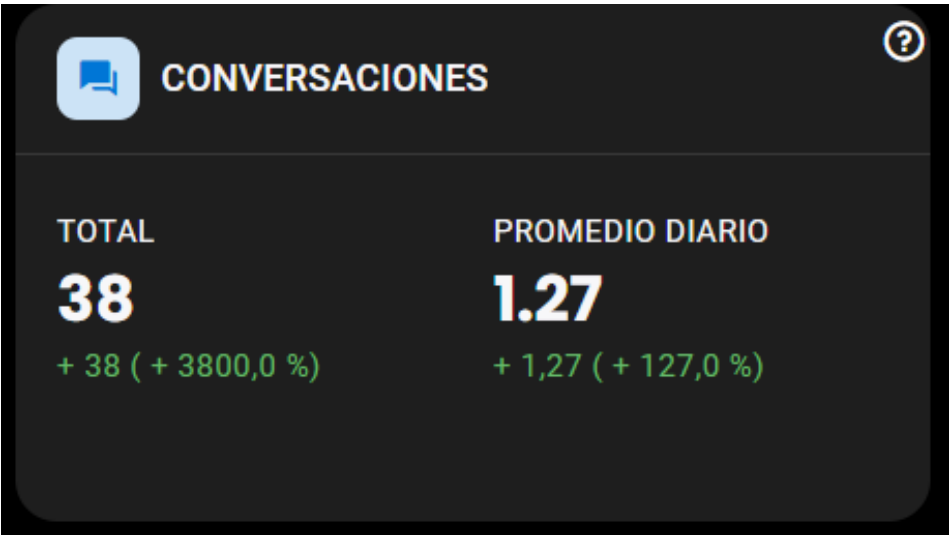 CONVERSACIONES
TOTAL
38
+ 38 ( + 3800,0 %)
PROMEDIO DIARIO
1.27
+ 1,27 ( + 127,0 %)